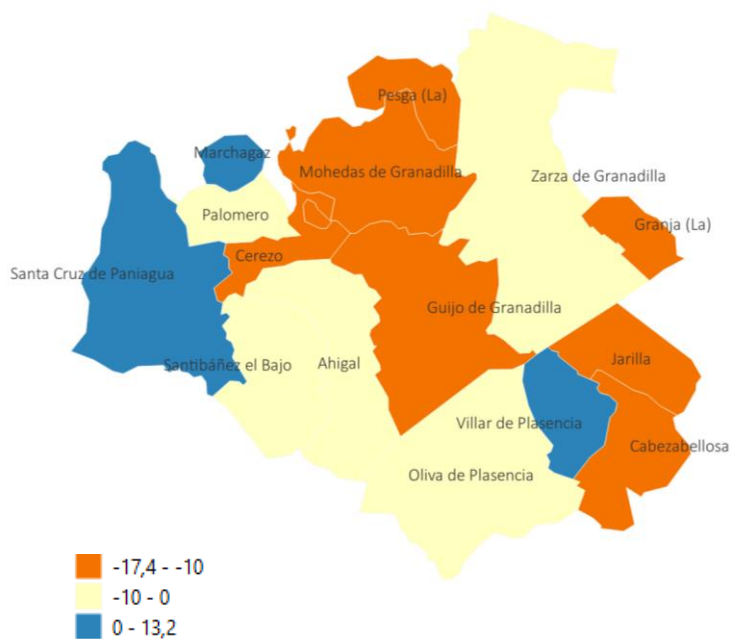 Pesga (La)
Marchagaz
Mohedas de Granadilla
Zarza de Granadilla
Palomero
Granja (La)
Cerezo
Santa Cruz de Paniagua
Guijo de Granadilla
Santibáñez el Bajo
Ahigal
Jarilla
Villar de Plasencia
Cabezabellosa
Oliva de Plasencia
-17,4 - -10
-10 - 0
0 - 13,2